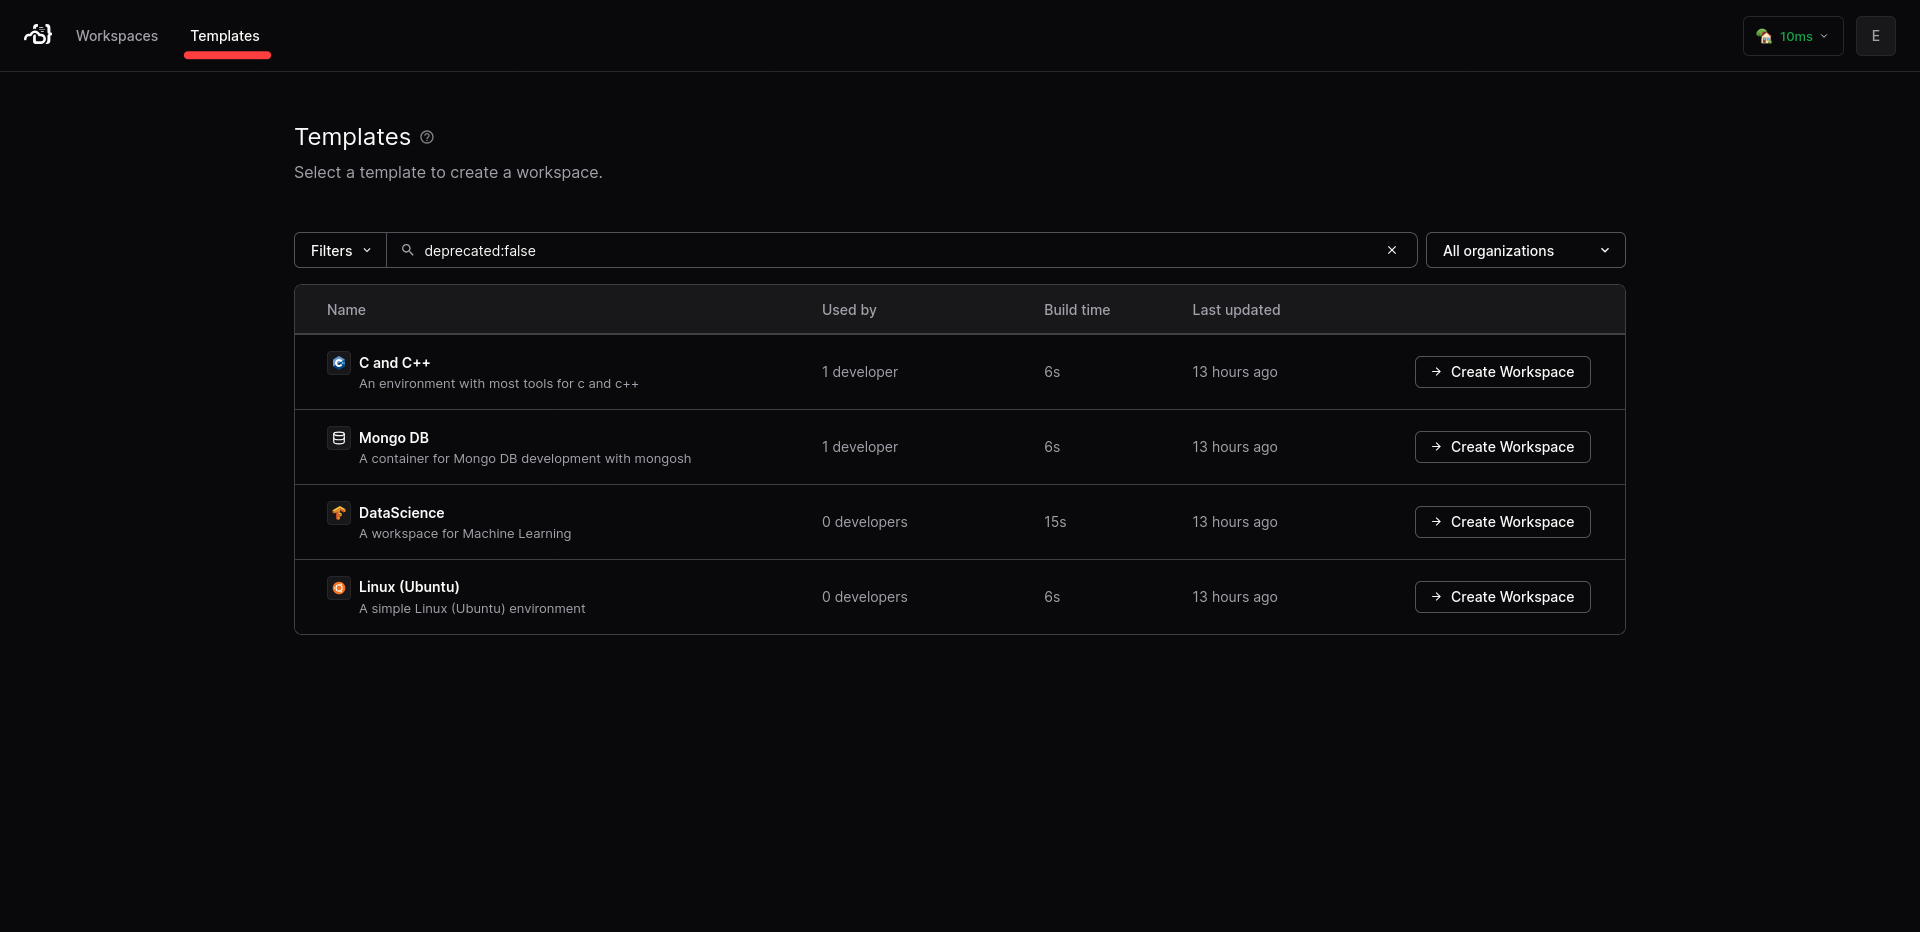 Workspaces Templates 10ms E
Templates
Select a template to create a workspace.
Filters deprecated:false All organizations
Name Used by Build time Last updated
C and C++
An environment with most tools for c and c++
1 developer 6s 13 hours ago Create Workspace
Mongo DB
A container for Mongo DB development with mongosh
1 developer 6s 13 hours ago Create Workspace
DataScience
A workspace for Machine Learning
0 developers 15s 13 hours ago Create Workspace
Linux (Ubuntu)
A simple Linux (Ubuntu) environment
0 developers 6s 13 hours ago Create Workspace